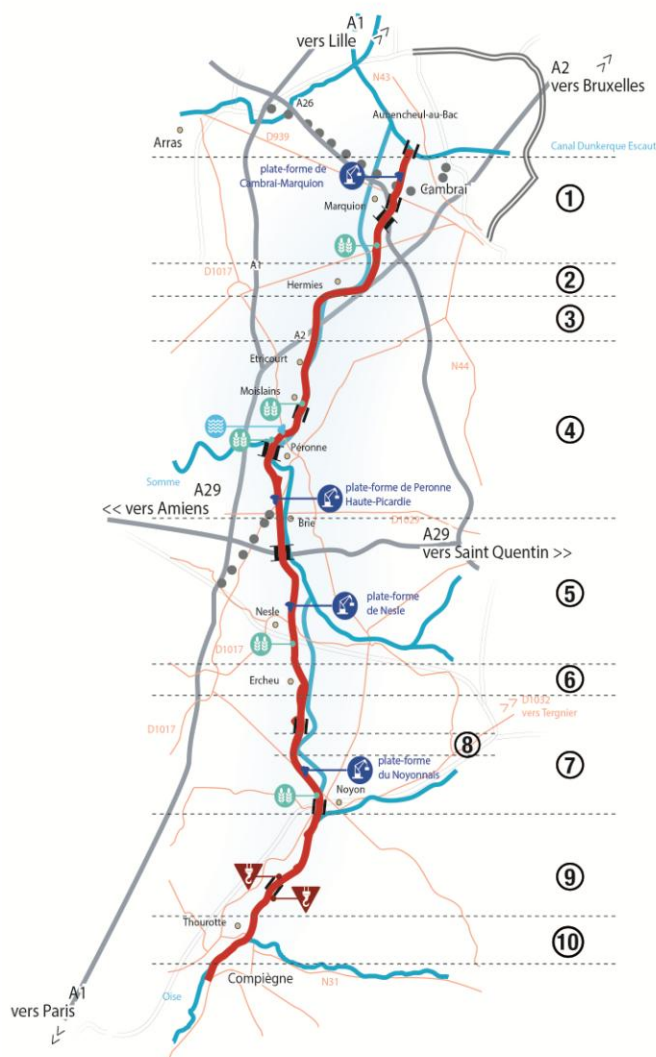 A1
vers Lille
A2
vers Bruxelles
N43
A26
Aubencheul-au-Bac
D939
Arras
Canal Dunkerque Escaut
plate-forme de
Cambrai-Marquion
Cambrai
Marquion
①
D1017
A1
Hermies
②
③
A2
Etricourt
N44
Moislains
④
Péronne
Somme
A29
<< vers Amiens
plate-forme de Peronne
Haute-Picardie
Brie
D1029
A29
vers Saint Quentin >>
⑤
plate-forme
de Nesle
Nesle
D1017
⑥
Ercheu
D1032
vers Tergnier
D1017
⑧
⑦
plate-forme
du Noyonnais
Noyon
⑨
Thourotte
⑩
Compiègne
N31
Oise
A1
vers Paris